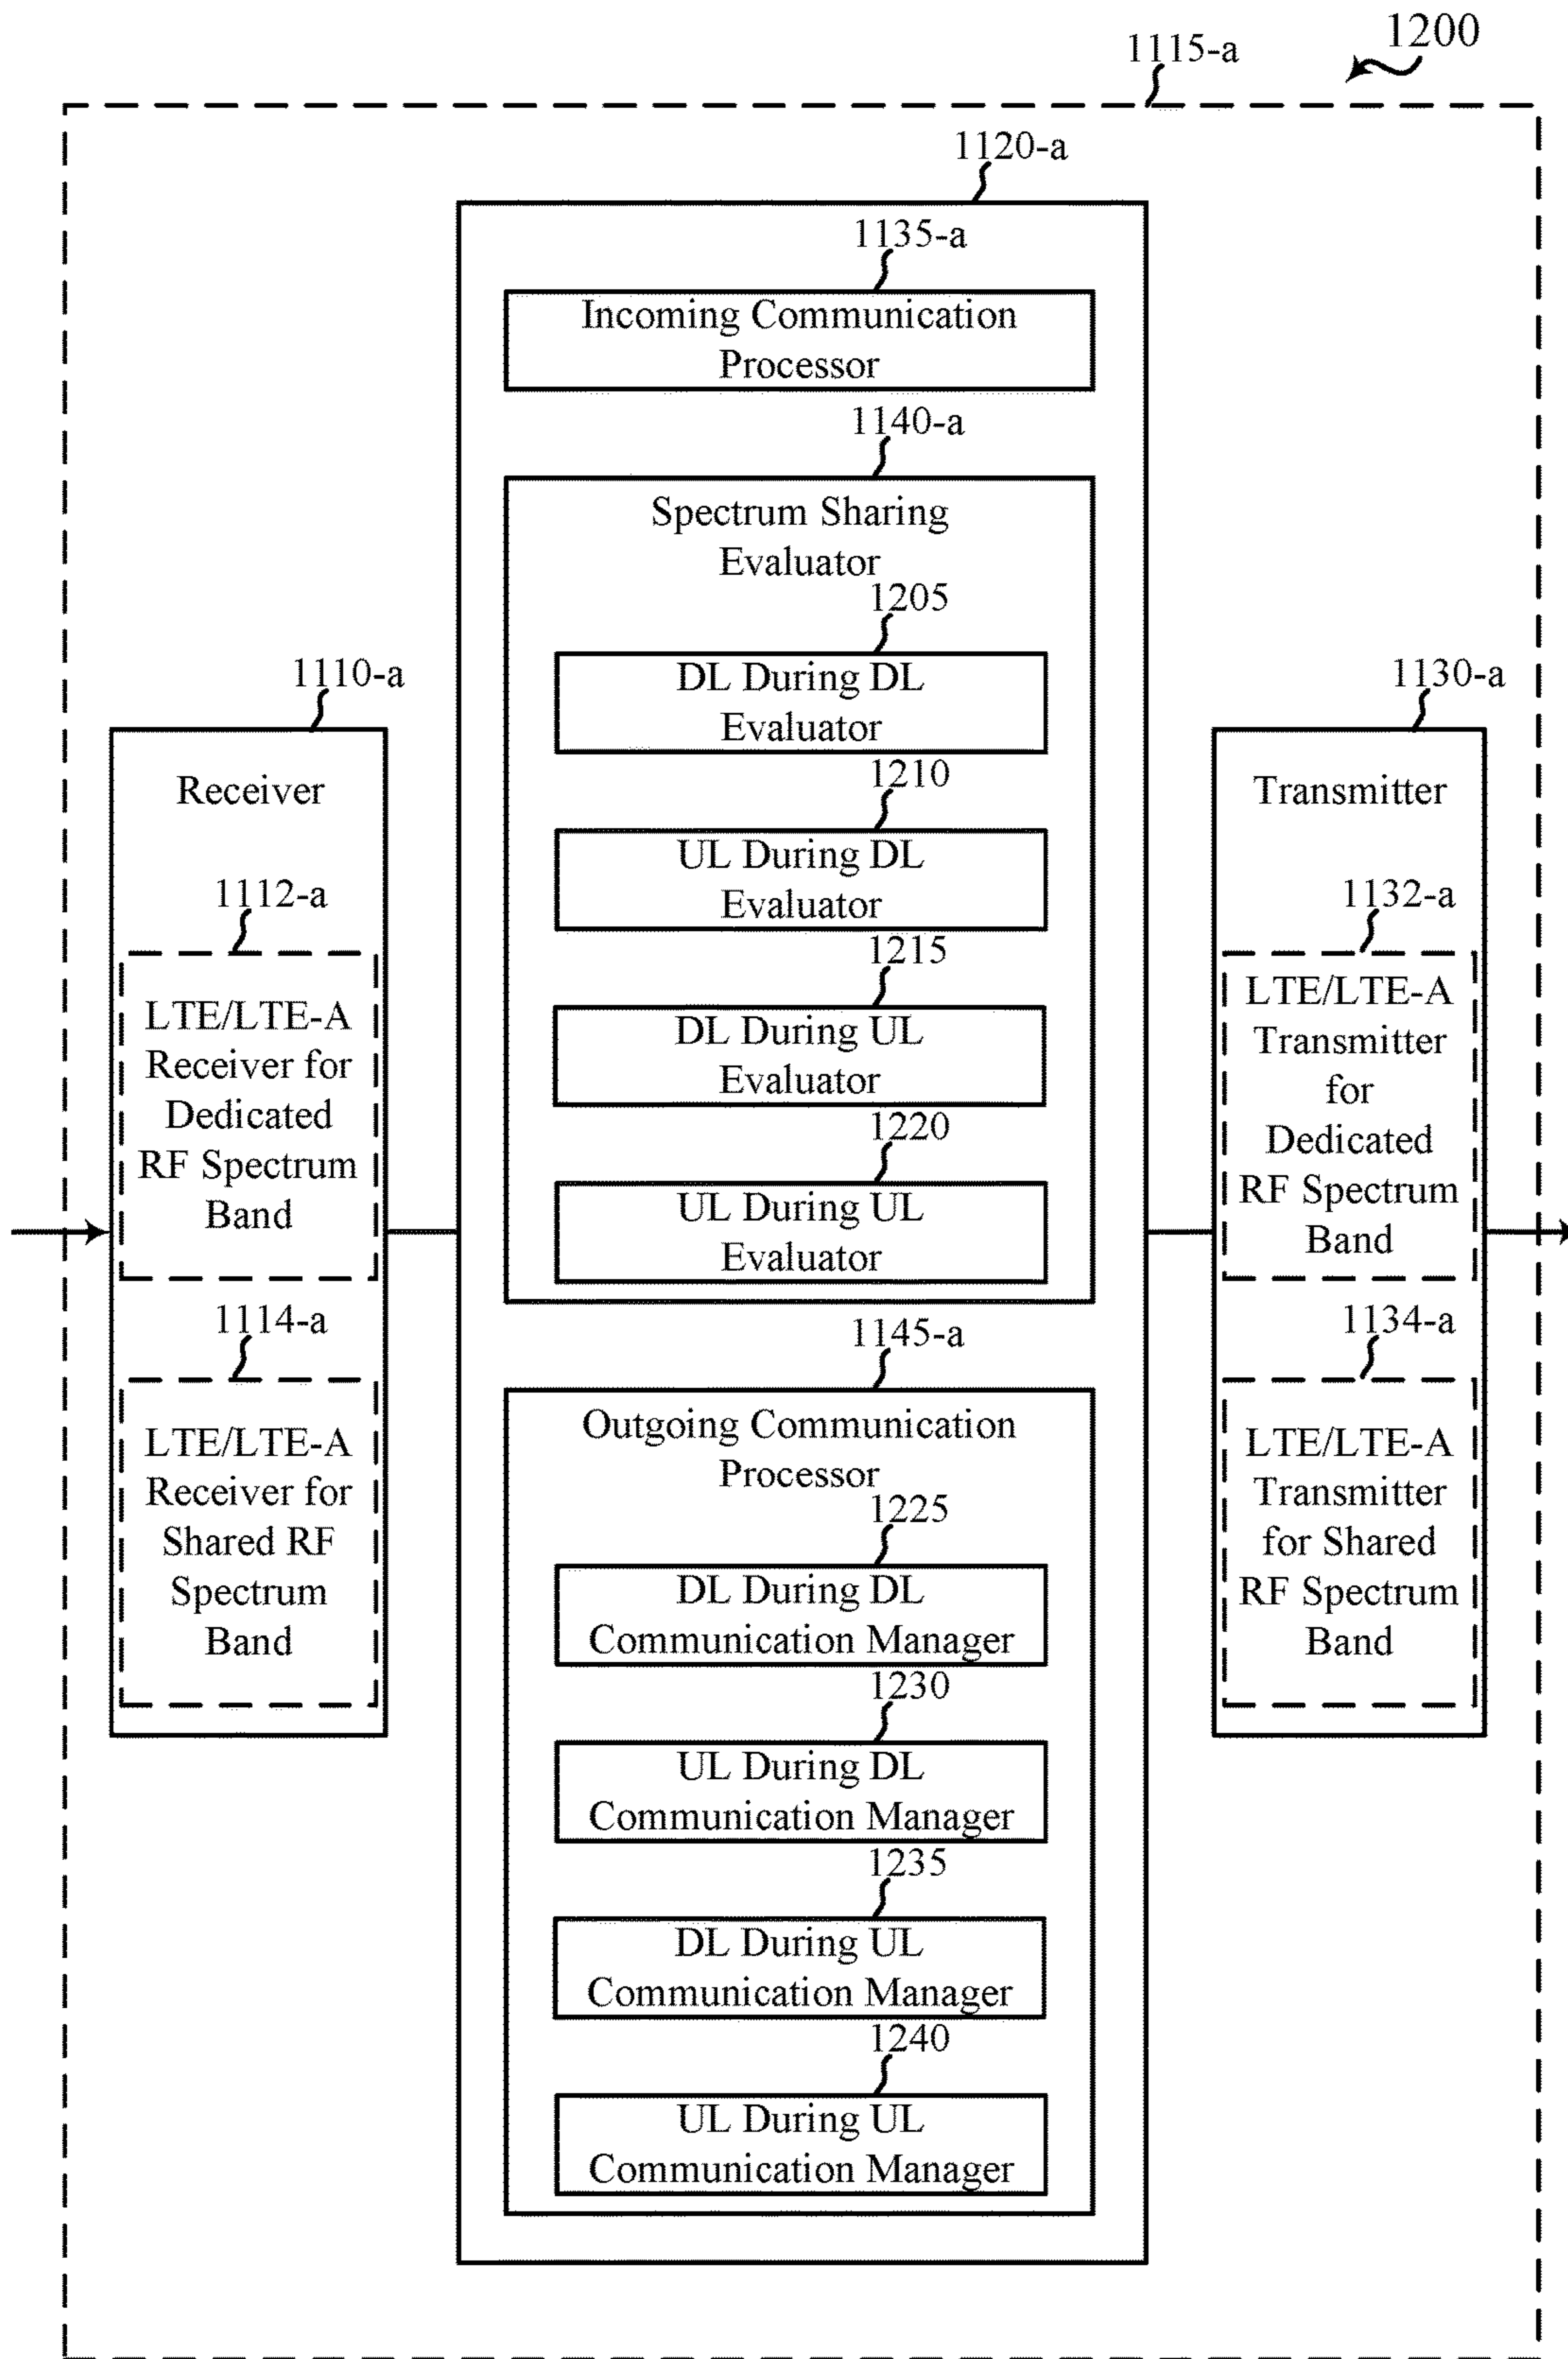 1200
1115-a
1120-a
1135-a
Incoming Communication
Processor
1140-a
Spectrum Sharing
Evaluator
1205
DL During DL
Evaluator
1210
UL During DL
Evaluator
1215
DL During UL
Evaluator
1220
UL During UL
Evaluator
1145-a
Outgoing Communication
Processor
1225
DL During DL
Communication Manager
1230
UL During DL
Communication Manager
1235
DL During UL
Communication Manager
1240
UL During UL
Communication Manager
1110-a
Receiver
1112-a
LTE/LTE-A
Receiver for
Dedicated
RF Spectrum
Band
1114-a
LTE/LTE-A
Receiver for
Shared RF
Spectrum
Band
1130-a
Transmitter
1132-a
LTE/LTE-A
Transmitter
for
Dedicated
RF Spectrum
Band
1134-a
LTE/LTE-A
Transmitter
for Shared
RF Spectrum
Band